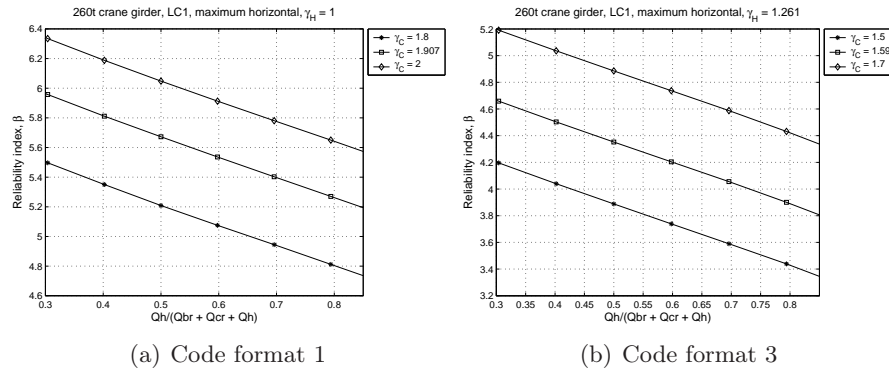 260t crane girder, LC1, maximum horizontal, γH = 1
6.4
6.2
6
5.8
5.6
5.4
5.2
5
4.8
4.6
Reliability index, β
0.3 0.4 0.5 0.6 0.7 0.8
Qh/(Qbr + Qcr + Qh)
γC = 1.8
γC = 1.907
γC = 2
(a) Code format 1
260t crane girder, LC1, maximum horizontal, γH = 1.261
5.2
5
4.8
4.6
4.4
4.2
4
3.8
3.6
3.4
3.2
Reliability index, β
0.3 0.35 0.4 0.45 0.5 0.55 0.6 0.65 0.7 0.75 0.8
Qh/(Qbr + Qcr + Qh)
γC = 1.5
γC = 1.59
γC = 1.7
(b) Code format 3